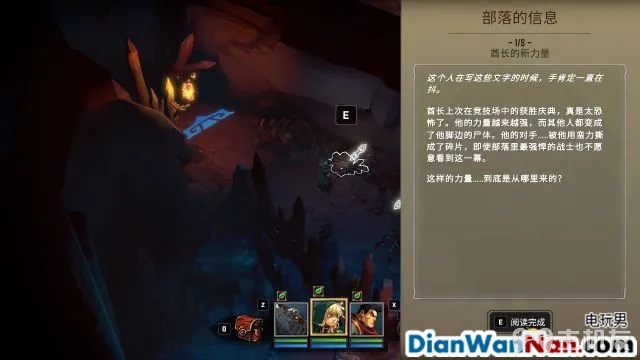 部落的信息
- 1/5 -
酋长的新力量
这个人在写这些文字的时候，手肯定一直在
抖。
酋长上次在竞技场中的获胜庆典，真是太恐
怖了。他的力量越来越强，而其他人都变成
了他脚边的尸体。他的对手……被他用蛮力撕
成了碎片，即使部落里最强悍的战士也不愿
意看到这一幕。
这样的力量……到底是从哪里来的？
E
Z
X
Q
E 阅读完成
电玩男
DianWanNan.com